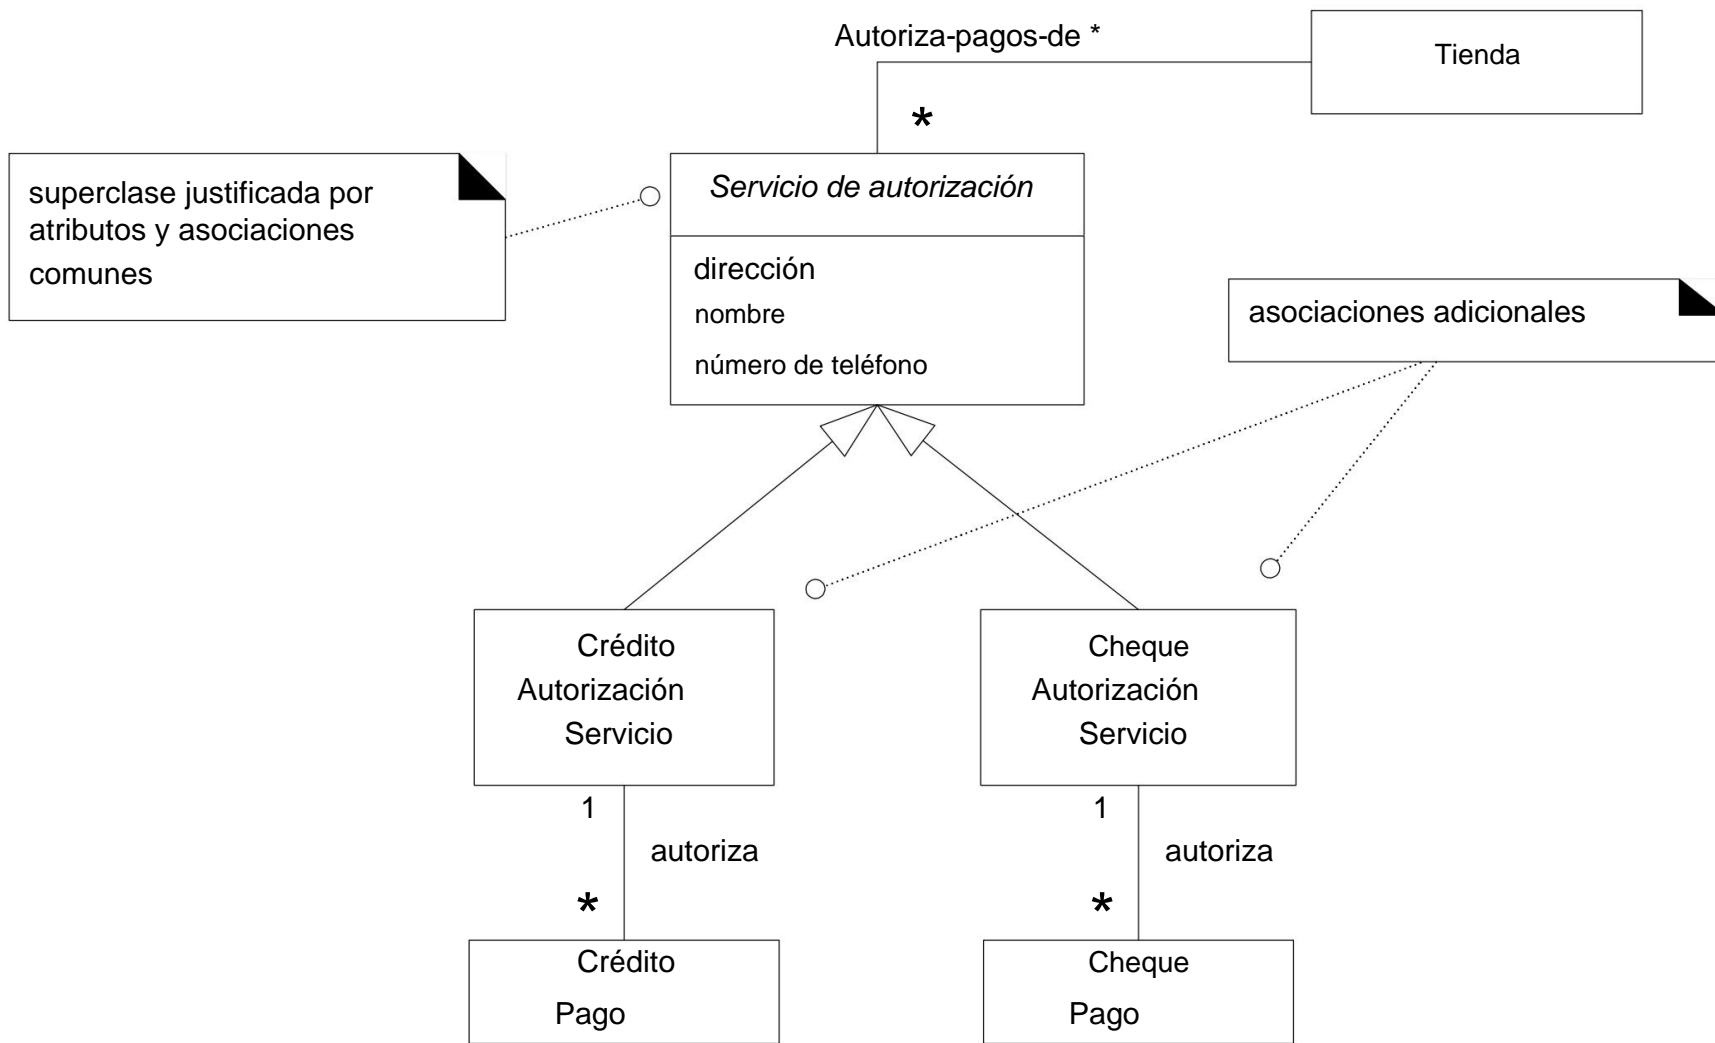 Autoriza-pagos-de *
Tienda
*
superclase justificada por
atributos y asociaciones
comunes
Servicio de autorización
dirección
nombre
número de teléfono
asociaciones adicionales
Crédito
Autorización
Servicio
Cheque
Autorización
Servicio
1
autoriza
*
1
autoriza
*
Crédito
Pago
Cheque
Pago